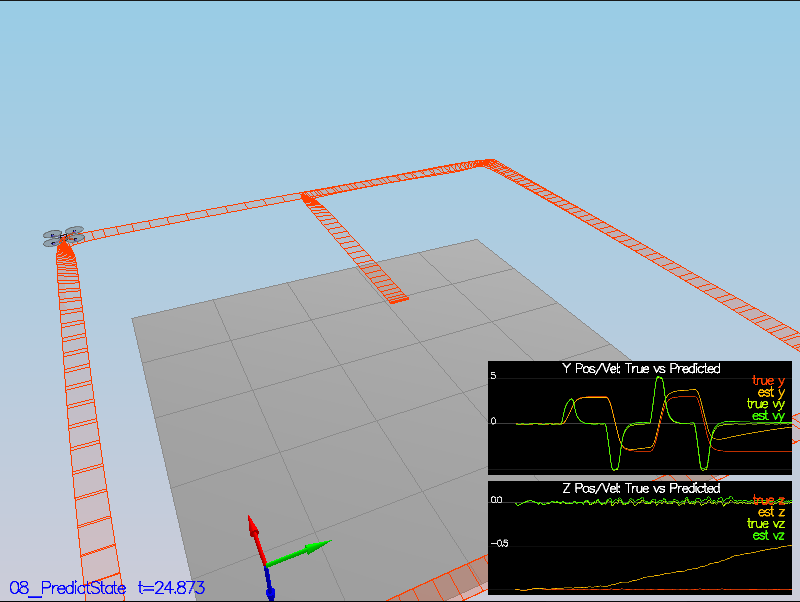 Y Pos/Vel: True vs Predicted
5
true y
est y
true vy
0
est vy
Z Pos/Vel: True vs Predicted
0.0
true z
est z
true vz
est vz
-0.5
08_PredictState t=24.873